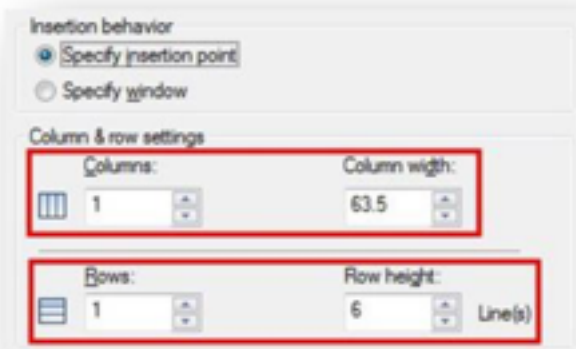 Insertion behavior
Specify insertion point
Specify window
Column & row settings
Columns: Column width:
1 63.5
Rows: Row height:
1 6 Line(s)